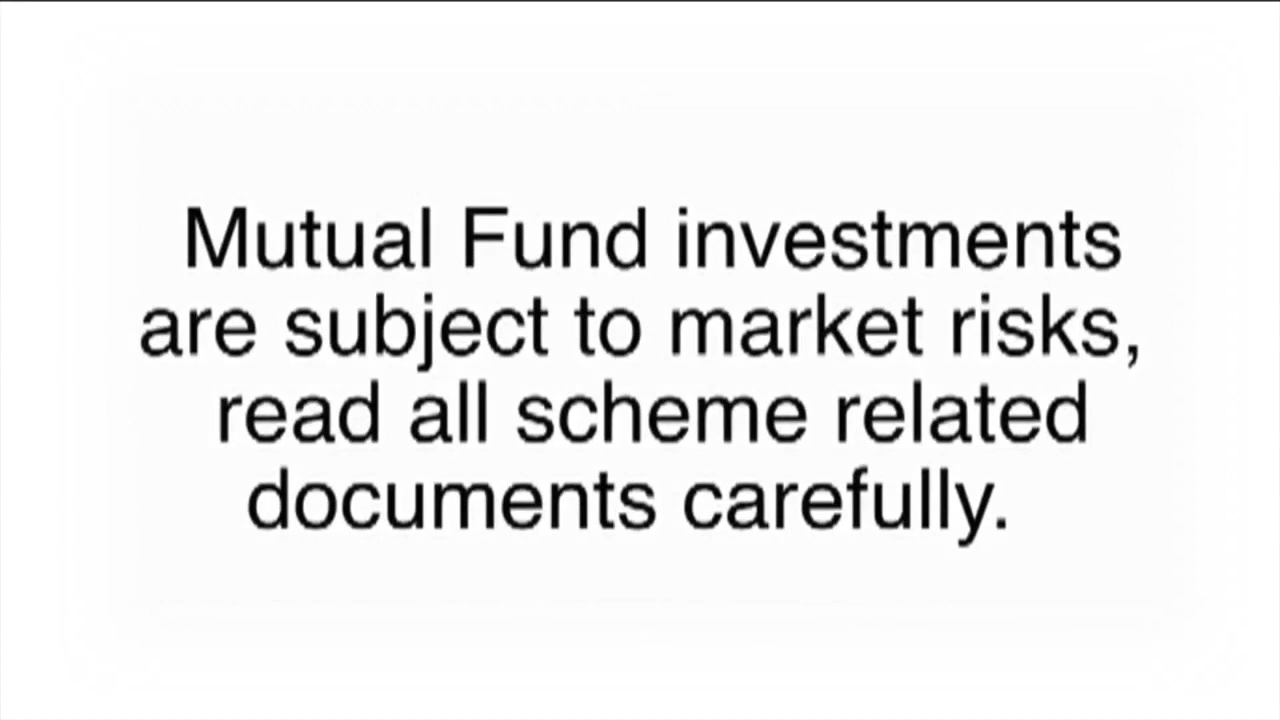 Mutual Fund investments
are subject to market risks,
read all scheme related
documents carefully.